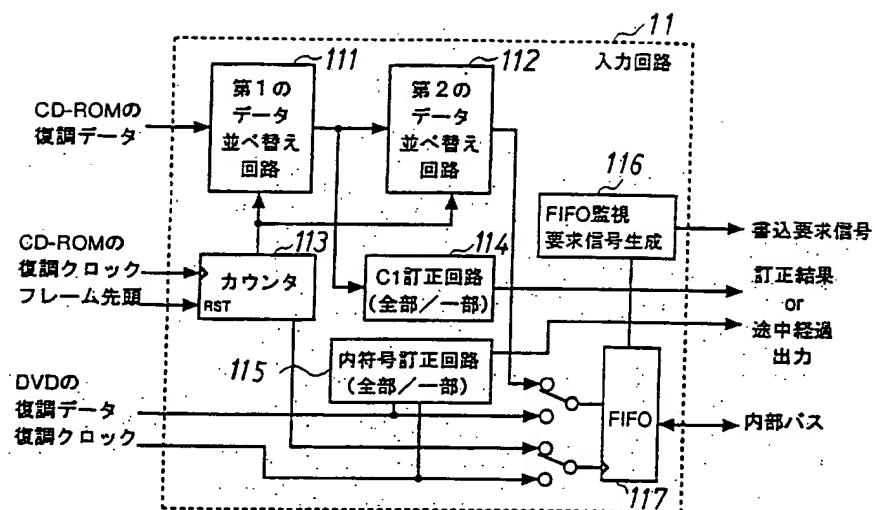 11
入力回路
111
第1の
データ
並べ替え
回路
112
第2の
データ
並べ替え
回路
CD-ROMの
復調データ
116
FIFO監視
要求信号生成
書込要求信号
CD-ROMの
復調クロック
フレーム先頭
113
カウンタ
RST
114
C1訂正回路
(全部/一部)
訂正結果
or
途中経過
出力
115
内符号訂正回路
(全部/一部)
DVDの
復調データ
復調クロック
FIFO
内部バス
117